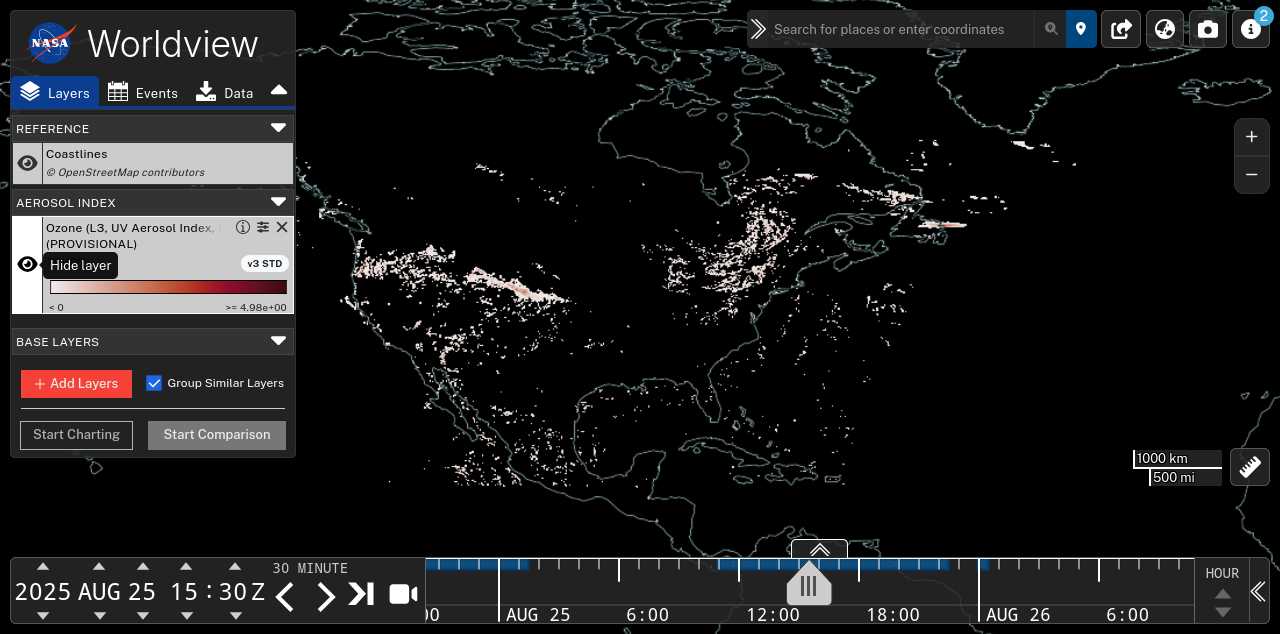 NASA
Worldview
Layers
Events
Data
REFERENCE
Coastlines
© OpenStreetMap contributors
AEROSOL INDEX
Ozone (L3, UV Aerosol Index,
(PROVISIONAL)
Hide layer
v3 STD
< 0
>= 4.98e+00
BASE LAYERS
+ Add Layers
Group Similar Layers
Start Charting
Start Comparison
Search for places or enter coordinates
2
+
−
1000 km
500 mi
2025 AUG 25 15 : 30 Z
30 MINUTE
00 AUG 25 6:00 12:00 18:00 AUG 26 6:00
HOUR